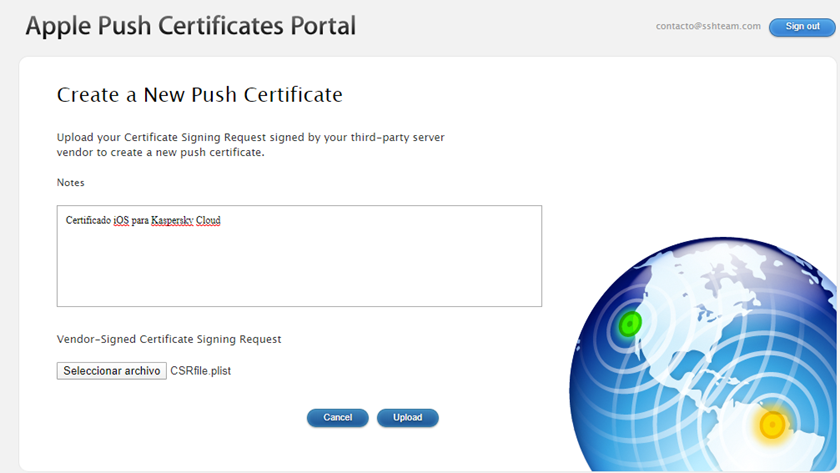 Apple Push Certificates Portal
contacto@sshteam.com
Sign out
Create a New Push Certificate
Upload your Certificate Signing Request signed by your third-party server
vendor to create a new push certificate.
Notes
Certificado iOS para Kaspersky Cloud
Vendor-Signed Certificate Signing Request
Seleccionar archivo CSRfile.plist
Cancel
Upload